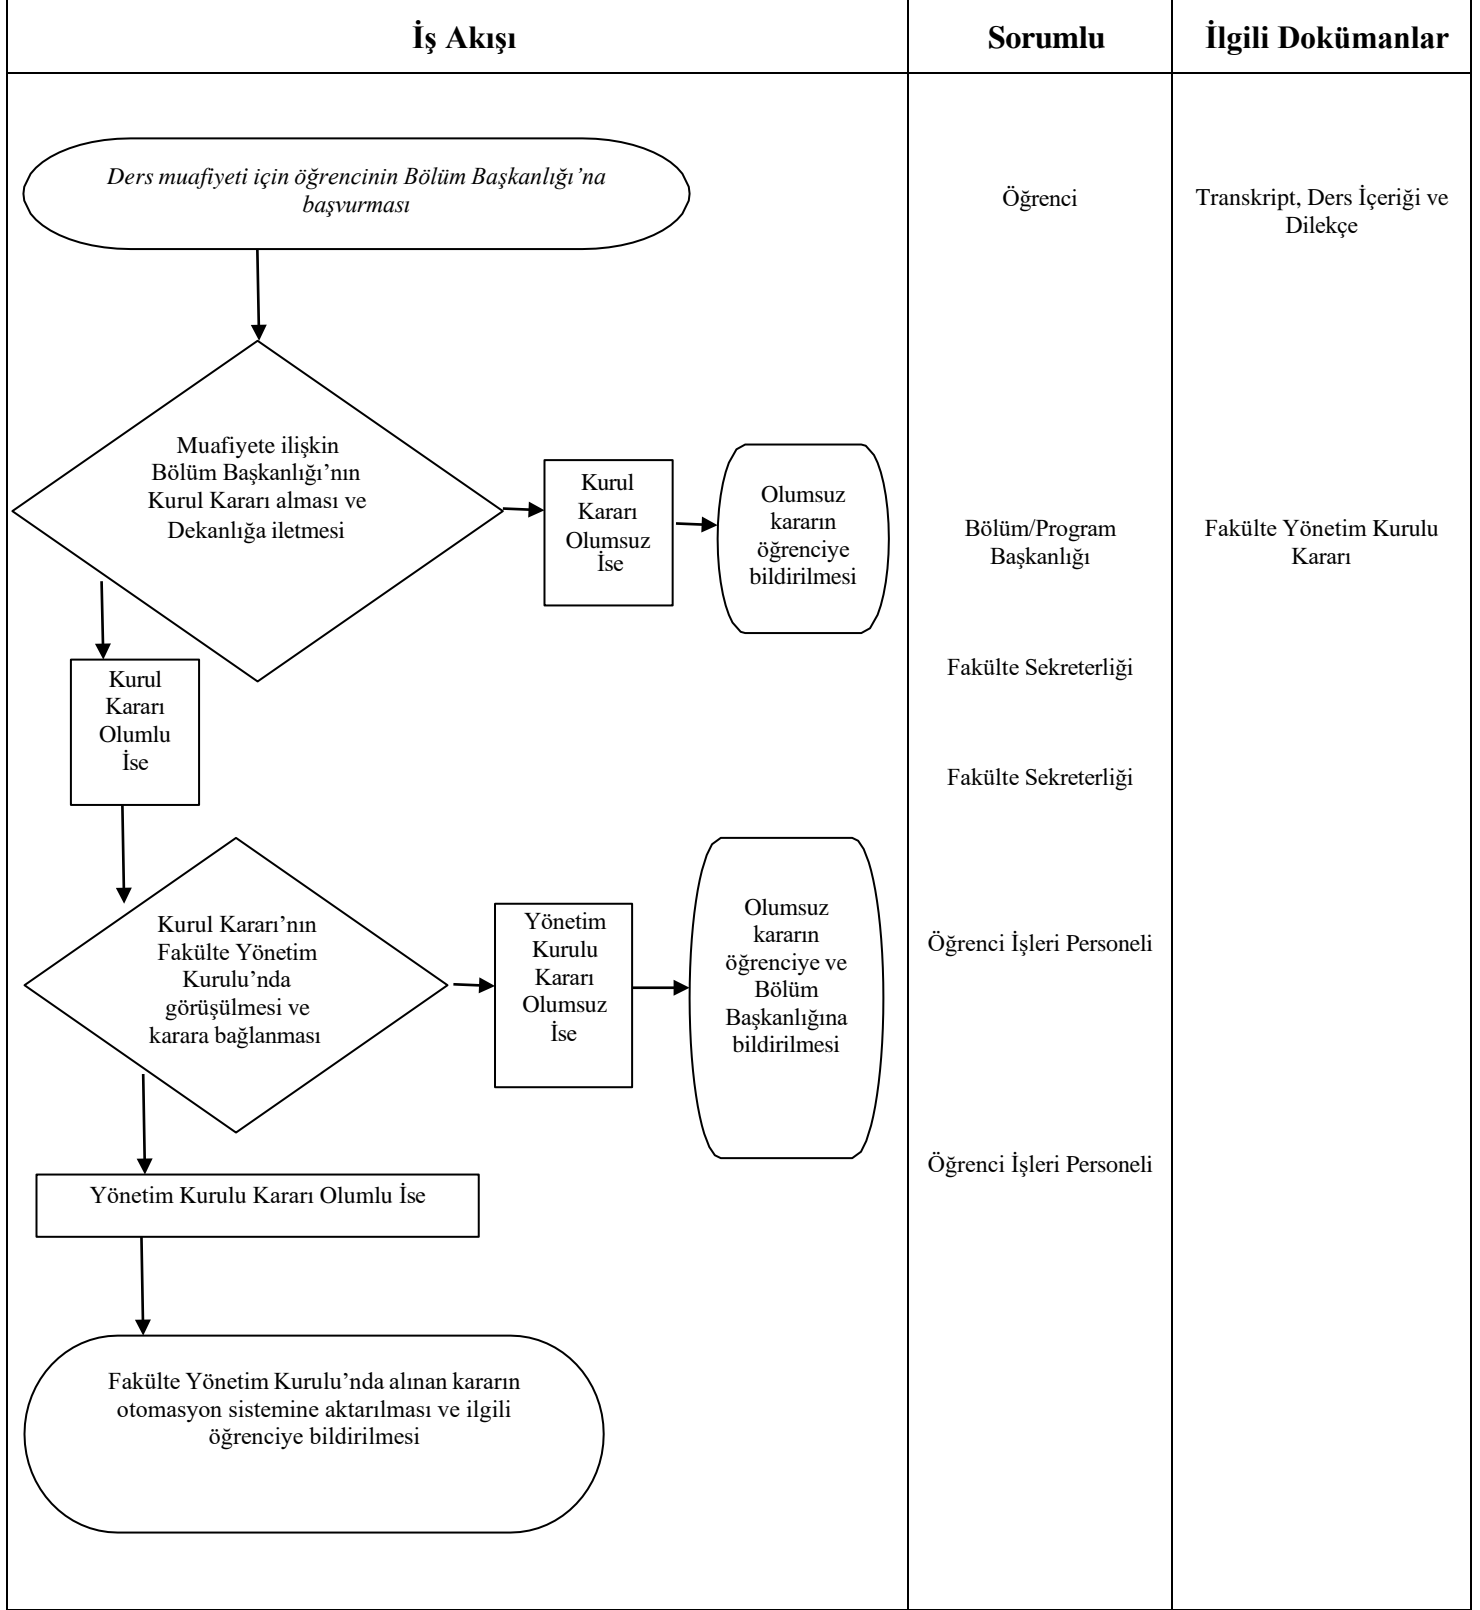 İş Akışı
Sorumlu
İlgili Dokümanlar
Ders muafiyeti için öğrencinin Bölüm Başkanlığı’na
başvurması
Öğrenci
Transkript, Ders İçeriği ve
Dilekçe
Muafiyete ilişkin
Bölüm Başkanlığı’nın
Kurul Kararı alması ve
Dekanlığa iletmesi
Kurul
Kararı
Olumsuz
İse
Olumsuz
kararın
öğrenciye
bildirilmesi
Bölüm/Program
Başkanlığı
Fakülte Yönetim Kurulu
Kararı
Kurul
Kararı
Olumlu
İse
Fakülte Sekreterliği
Fakülte Sekreterliği
Kurul Kararı’nın
Fakülte Yönetim
Kurulu’nda
görüşülmesi ve
karara bağlanması
Yönetim
Kurulu
Kararı
Olumsuz
İse
Olumsuz
kararın
öğrenciye ve
Bölüm
Başkanlığına
bildirilmesi
Öğrenci İşleri Personeli
Yönetim Kurulu Kararı Olumlu İse
Öğrenci İşleri Personeli
Fakülte Yönetim Kurulu’nda alınan kararın
otomasyon sistemine aktarılması ve ilgili
öğrenciye bildirilmesi